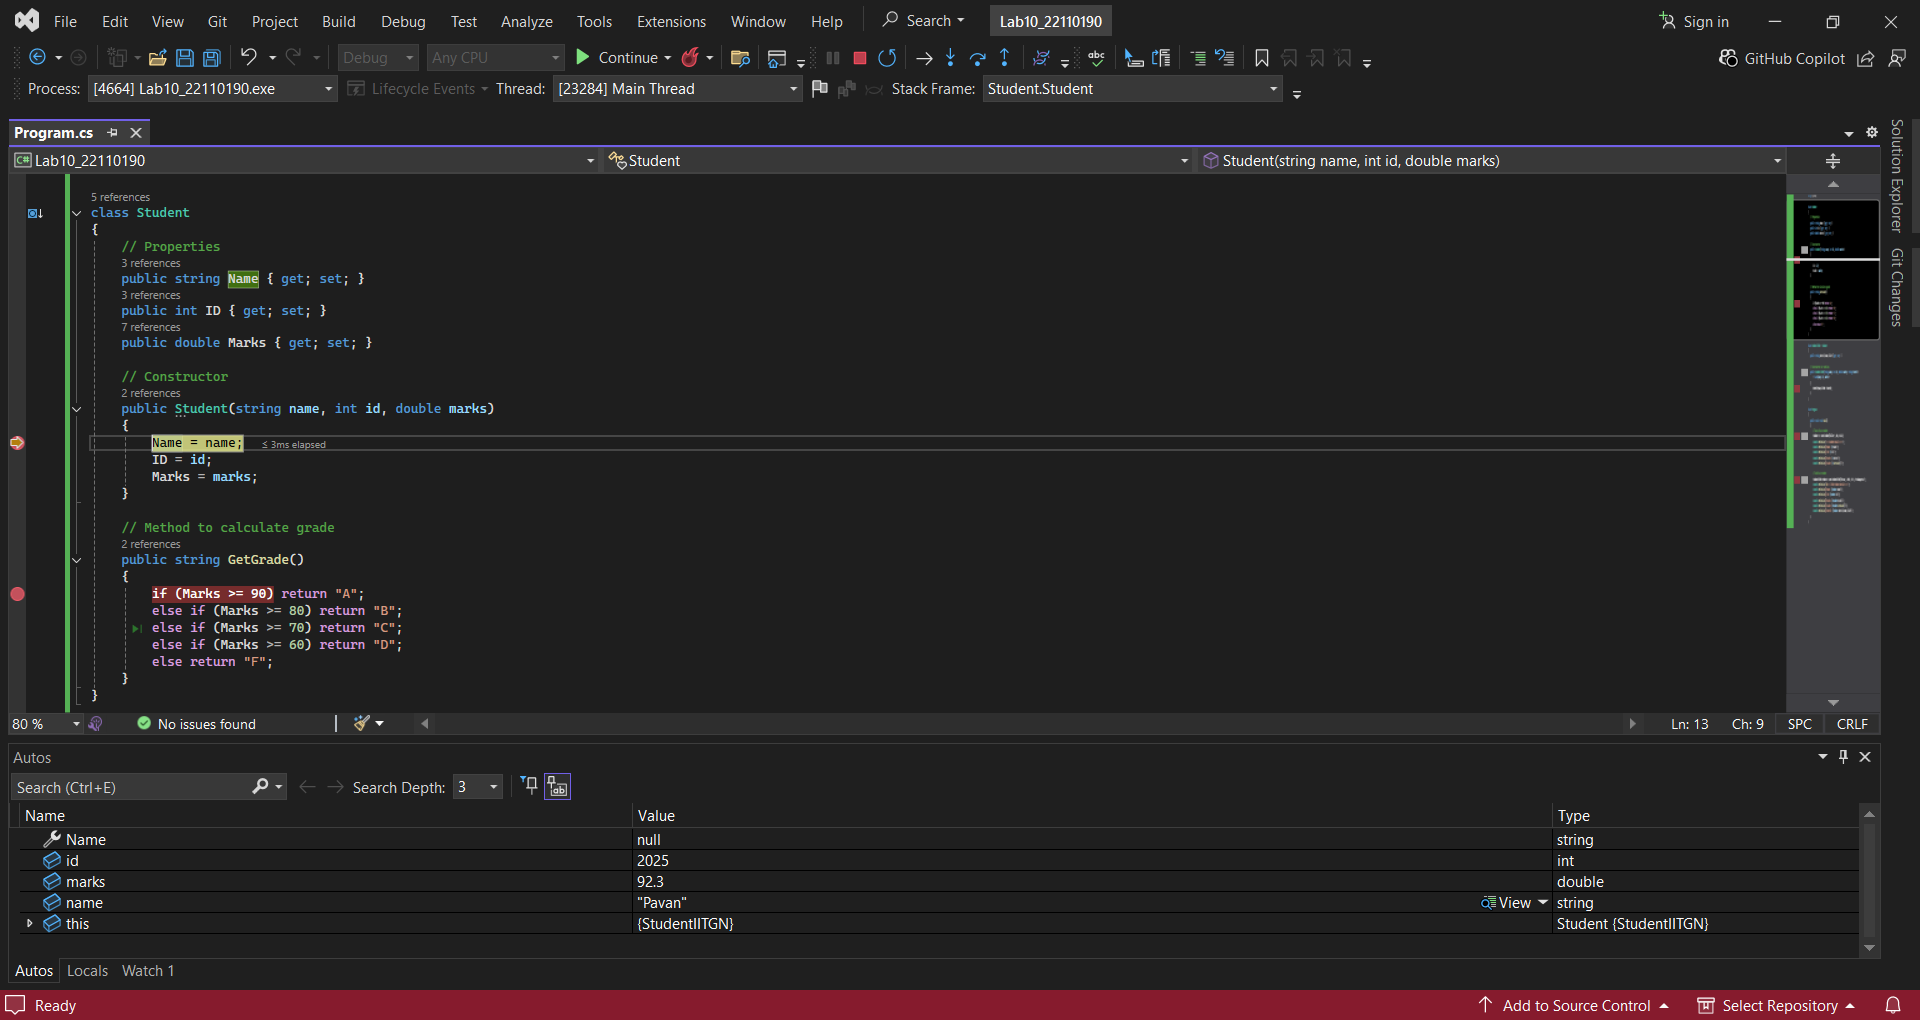 File Edit View Git Project Build Debug Test Analyze Tools Extensions Window Help Search Lab10_22110190 Sign in
Debug Any CPU Continue abc GitHub Copilot
Process: [4664] Lab10_22110190.exe Lifecycle Events Thread: [23284] Main Thread Stack Frame: Student.Student
Program.cs
C# Lab10_22110190 Student Student(string name, int id, double marks)
Solution Explorer
Git Changes
5 references
class Student
{
// Properties
3 references
public string Name { get; set; }
3 references
public int ID { get; set; }
7 references
public double Marks { get; set; }
// Constructor
2 references
public Student(string name, int id, double marks)
{
Name = name; ≤ 3ms elapsed
ID = id;
Marks = marks;
}
// Method to calculate grade
2 references
public string GetGrade()
{
if (Marks >= 90) return "A";
else if (Marks >= 80) return "B";
else if (Marks >= 70) return "C";
else if (Marks >= 60) return "D";
else return "F";
}
}
80 % No issues found Ln: 13 Ch: 9 SPC CRLF
Autos
Search (Ctrl+E) Search Depth: 3 ab
Name Value Type
Name null string
id 2025 int
marks 92.3 double
name "Pavan" View string
this {StudentIITGN} Student {StudentIITGN}
Autos Locals Watch 1
Ready Add to Source Control Select Repository